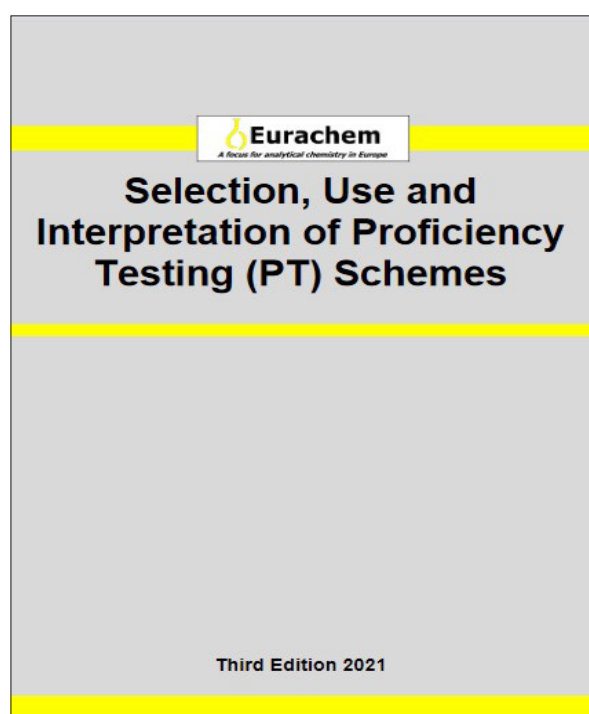 Eurachem
A focus for analytical chemistry in Europe
Selection, Use and
Interpretation of Proficiency
Testing (PT) Schemes
Third Edition 2021